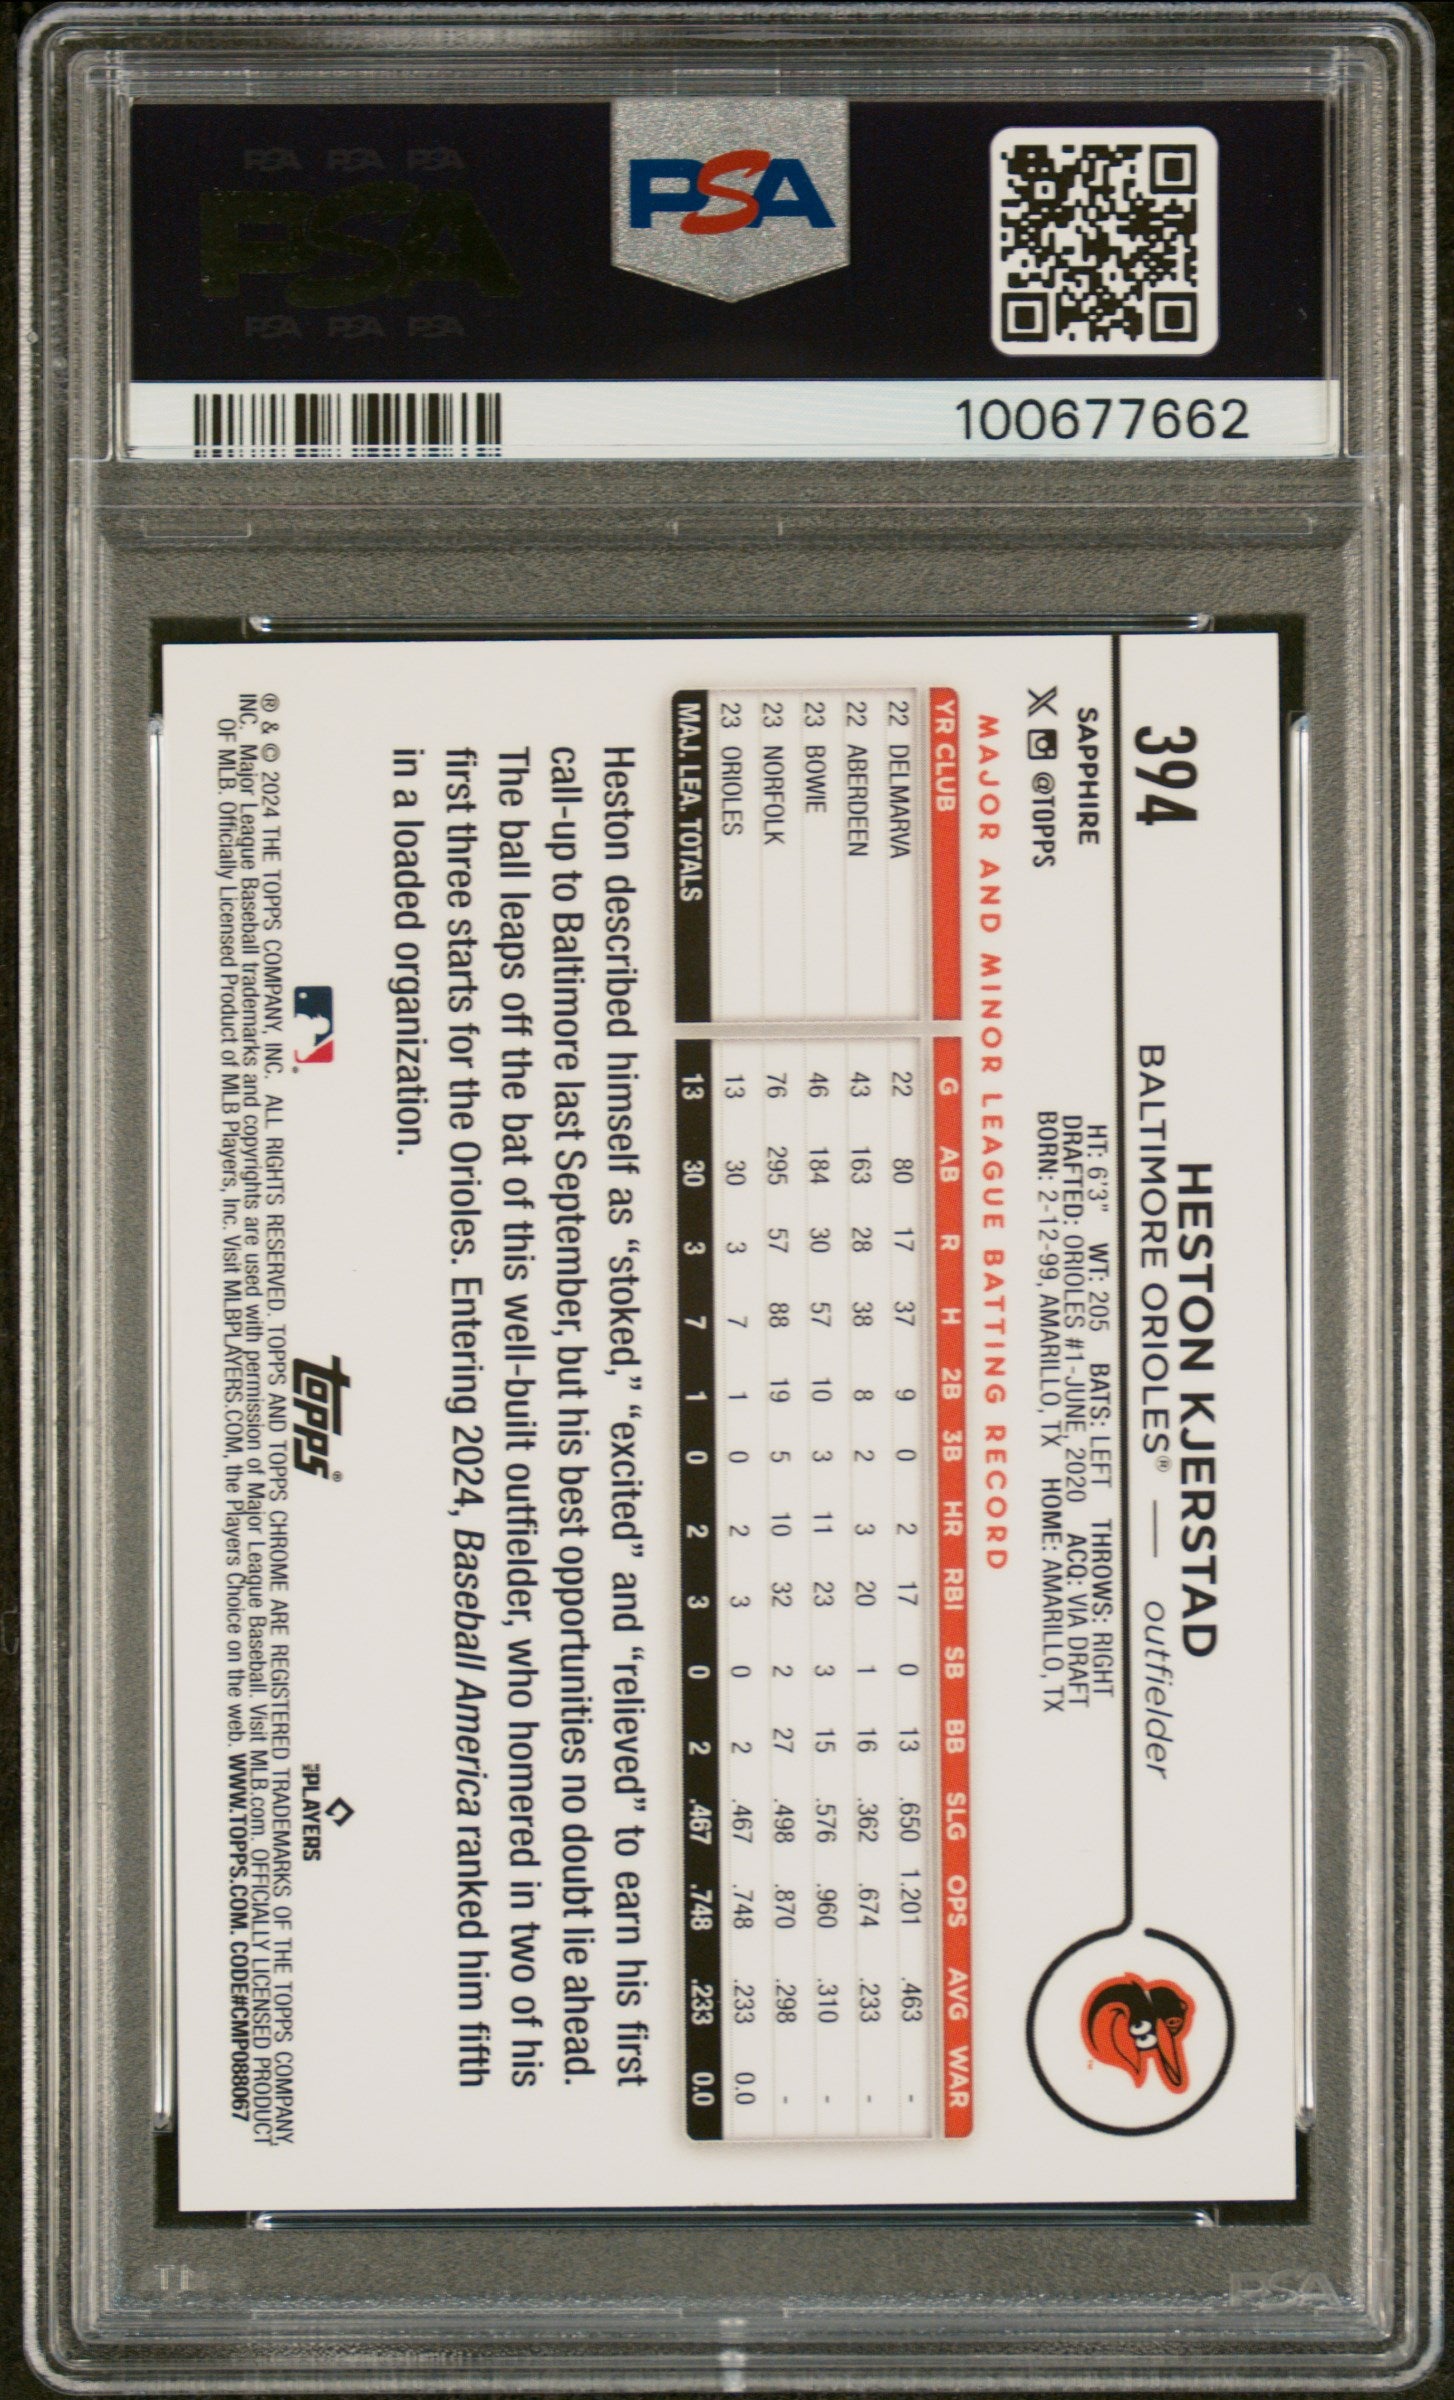 PSA PSA PSA
PSA
PSA PSA PSA
PSA
100677662
394
HESTON KJERSTAD
BALTIMORE ORIOLES® — outfielder
SAPPHIRE
X @TOPPS
HT: 6'3" WT: 205 BATS: LEFT THROWS: RIGHT
DRAFTED: ORIOLES #1-JUNE, 2020 ACQ: VIA DRAFT
BORN: 2-12-99, AMARILLO, TX HOME: AMARILLO, TX
MAJOR AND MINOR LEAGUE BATTING RECORD
YR CLUB G AB R H 2B 3B HR RBI SB BB SLG OPS AVG WAR
22 DELMARVA 22 80 17 37 9 0 2 17 0 13 .650 1.201 .463 -
22 ABERDEEN 43 163 28 38 8 2 3 20 1 16 .362 .674 .233 -
23 BOWIE 46 184 30 57 10 3 11 23 3 15 .576 .960 .310 -
23 NORFOLK 76 295 57 88 19 5 10 32 2 27 .498 .870 .298 -
23 ORIOLES 13 30 3 7 1 0 2 3 0 2 .467 .748 .233 0.0
MAJ. LEA. TOTALS 13 30 3 7 1 0 2 3 0 2 .467 .748 .233 0.0
Heston described himself as “stoked,” “excited” and “relieved” to earn his first
call-up to Baltimore last September, but his best opportunities no doubt lie ahead.
The ball leaps off the bat of this well-built outfielder, who homered in two of his
first three starts for the Orioles. Entering 2024, Baseball America ranked him fifth
in a loaded organization.
topps®
MLB PLAYERS
® & © 2024 THE TOPPS COMPANY, INC. ALL RIGHTS RESERVED. TOPPS AND TOPPS CHROME ARE REGISTERED TRADEMARKS OF THE TOPPS COMPANY,
INC. Major League Baseball trademarks and copyrights are used with permission of Major League Baseball. Visit MLB.com. OFFICIALLY LICENSED PRODUCT
OF MLB. Officially Licensed Product of MLB Players, Inc. Visit MLBPLAYERS.COM, the Players Choice on the web. WWW.TOPPS.COM. CODE#CMP088067
PSA